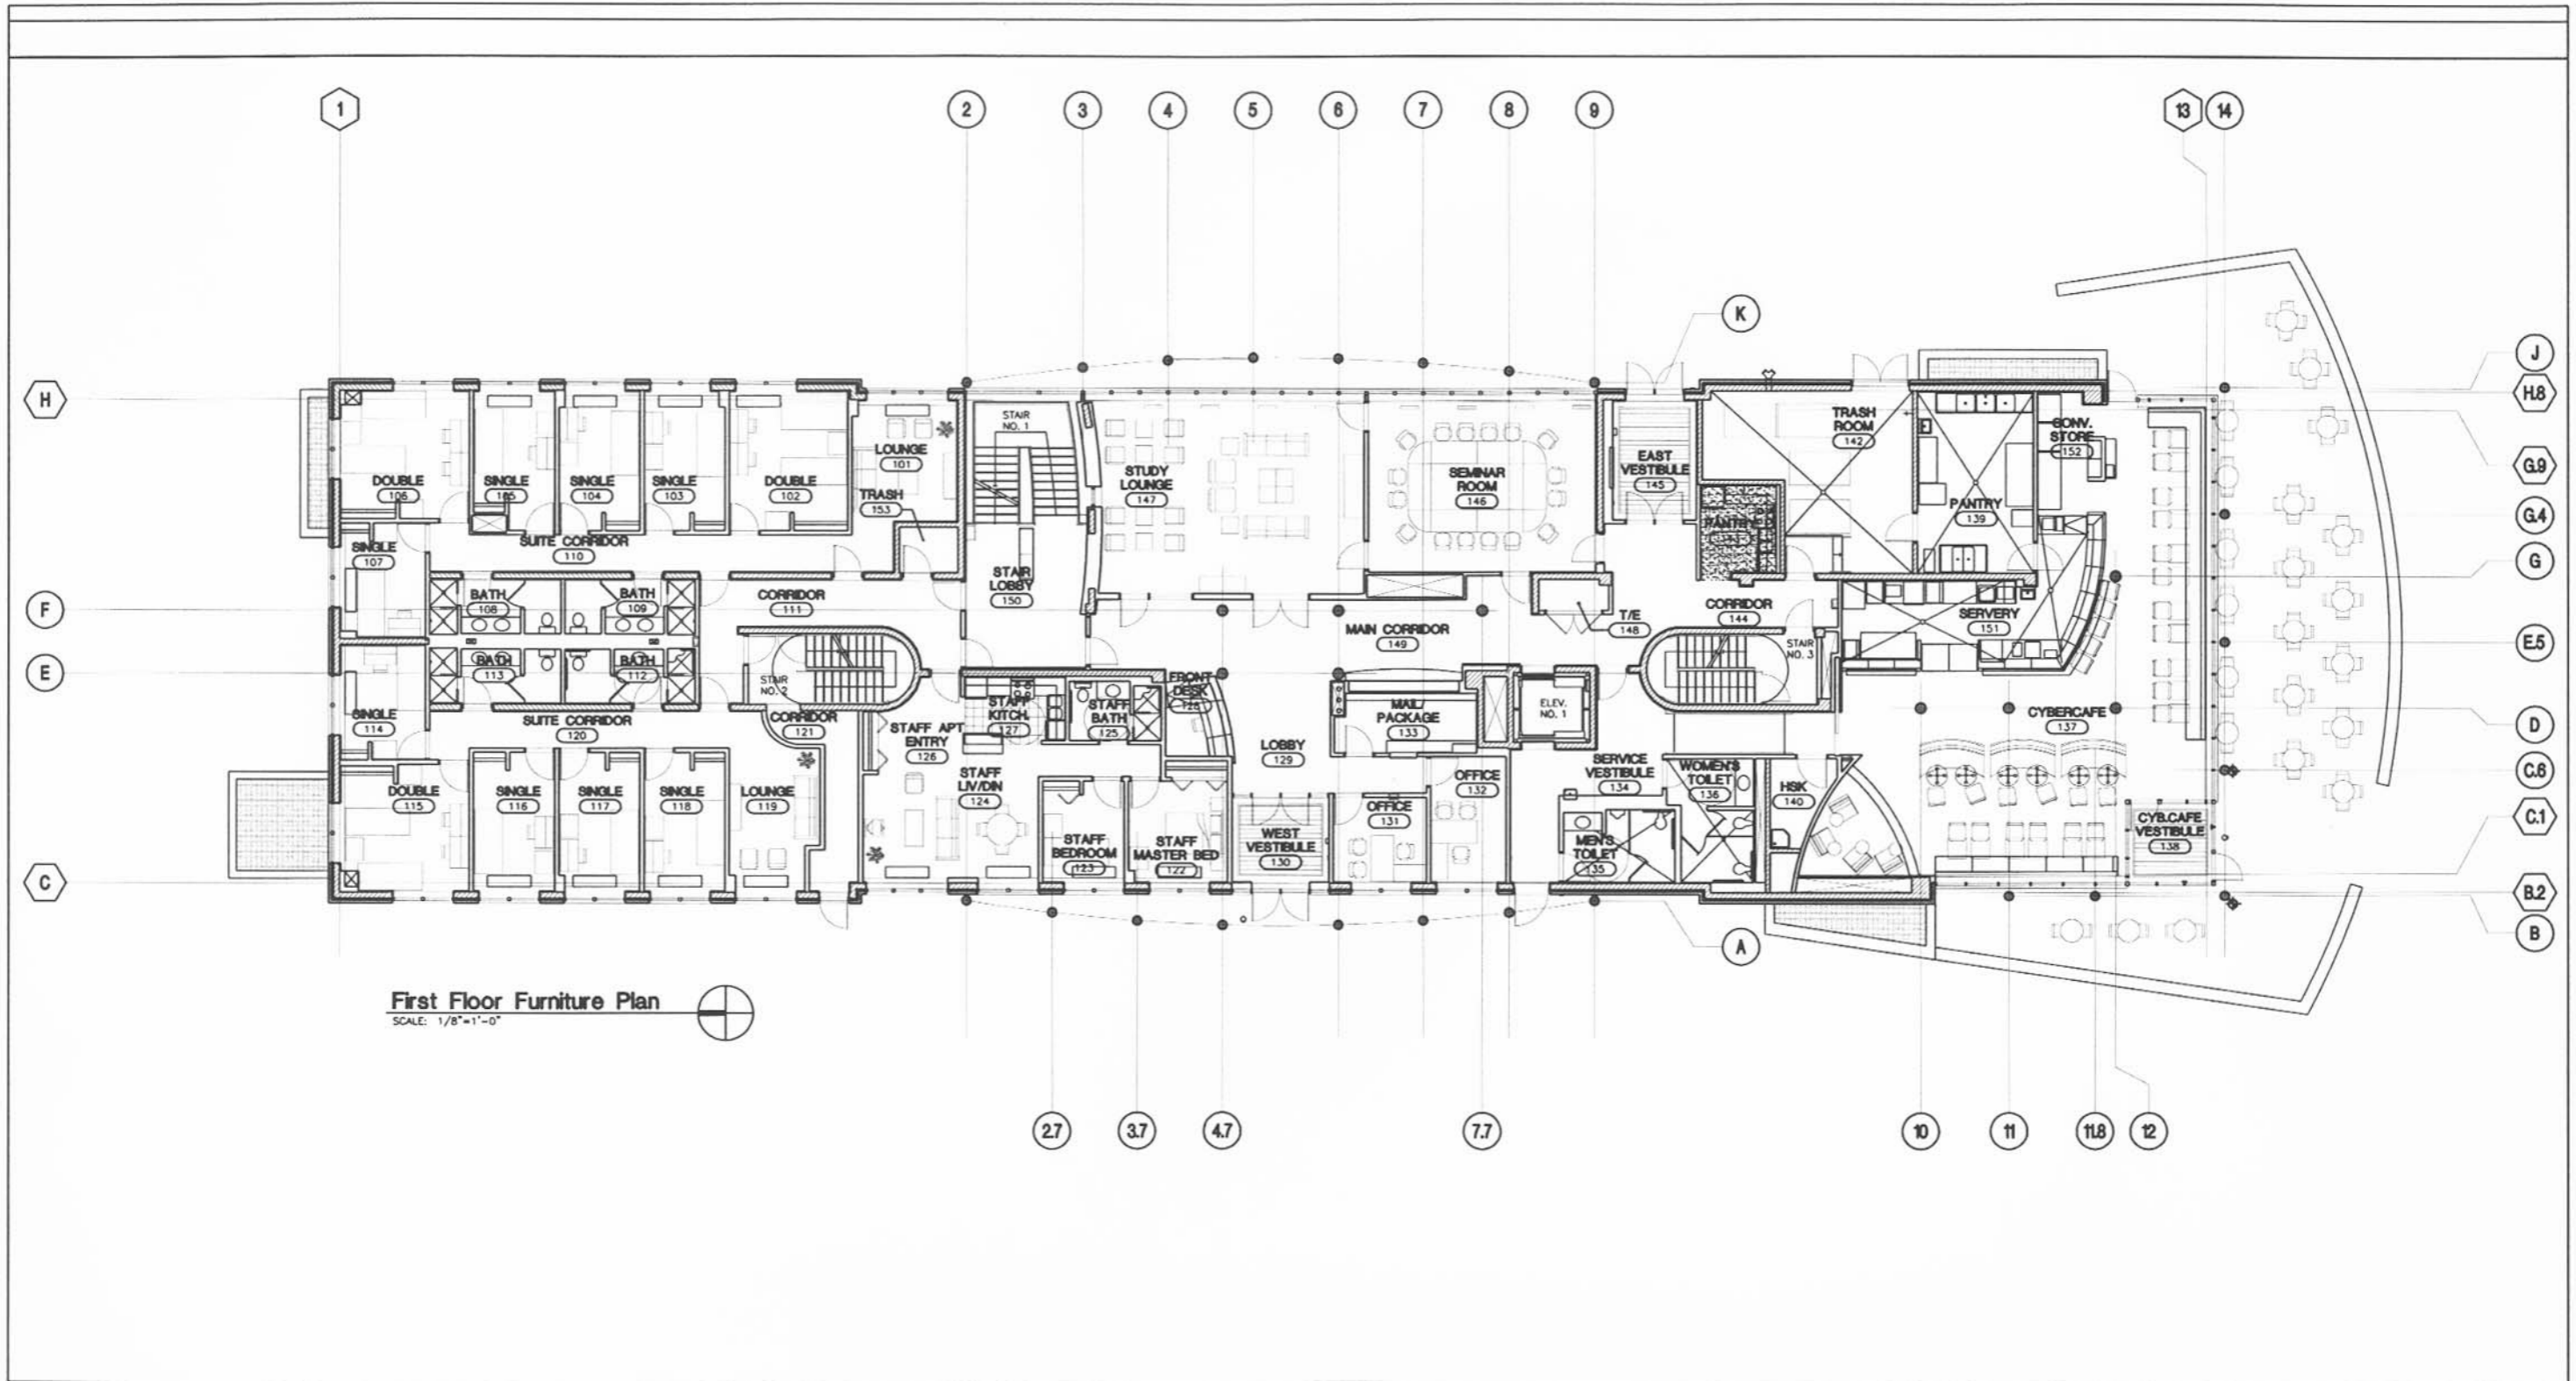 1
2
3
4
5
6
7
8
9
13
14
K
J
H
H.8
G.9
G.4
G
F
E.5
E
D
C.6
C.1
C
B.2
B
A
STAIR
NO. 1
LOUNGE
101
TRASH
153
DOUBLE
106
SINGLE
105
SINGLE
104
SINGLE
103
DOUBLE
102
STUDY
LOUNGE
147
SEMINAR
ROOM
146
EAST
VESTIBULE
145
TRASH
ROOM
142
CONV.
STORE
152
PANTRY
139
PANTRY
SUITE CORRIDOR
110
SINGLE
107
STAIR
LOBBY
150
BATH
108
BATH
109
CORRIDOR
111
MAIN CORRIDOR
149
T/E
148
CORRIDOR
144
SERVERY
151
STAIR
NO. 3
BATH
113
BATH
112
STAIR
NO. 2
FRONT
DESK
128
STAFF
KITCH.
127
STAFF
BATH
125
MAIL/
PACKAGE
133
ELEV.
NO. 1
SINGLE
114
SUITE CORRIDOR
120
CORRIDOR
121
STAFF APT
ENTRY
126
CYBERCAFE
137
LOBBY
129
STAFF
LIV/DIN
124
OFFICE
132
SERVICE
VESTIBULE
134
WOMEN'S
TOILET
136
HSK
140
DOUBLE
115
SINGLE
116
SINGLE
117
SINGLE
118
LOUNGE
119
OFFICE
131
WEST
VESTIBULE
130
STAFF
BEDROOM
123
STAFF
MASTER BED
122
MEN'S
TOILET
135
CYB.CAFE
VESTIBULE
138
First Floor Furniture Plan
SCALE: 1/8"=1'-0"
2.7
3.7
4.7
7.7
10
11
11.8
12